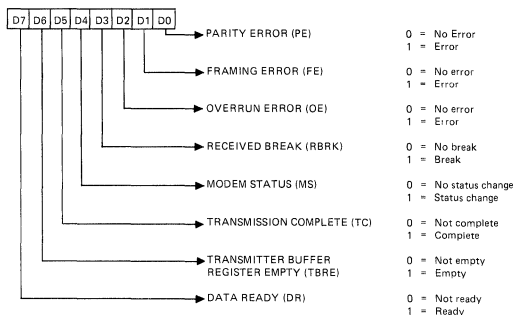 D7 D6 D5 D4 D3 D2 D1 D0
PARITY ERROR (PE) 0 = No Error
1 = Error
FRAMING ERROR (FE) 0 = No error
1 = Error
OVERRUN ERROR (OE) 0 = No error
1 = Error
RECEIVED BREAK (RBRK) 0 = No break
1 = Break
MODEM STATUS (MS) 0 = No status change
1 = Status change
TRANSMISSION COMPLETE (TC) 0 = Not complete
1 = Complete
TRANSMITTER BUFFER 0 = Not empty
REGISTER EMPTY (TBRE) 1 = Empty
DATA READY (DR) 0 = Not ready
1 = Ready